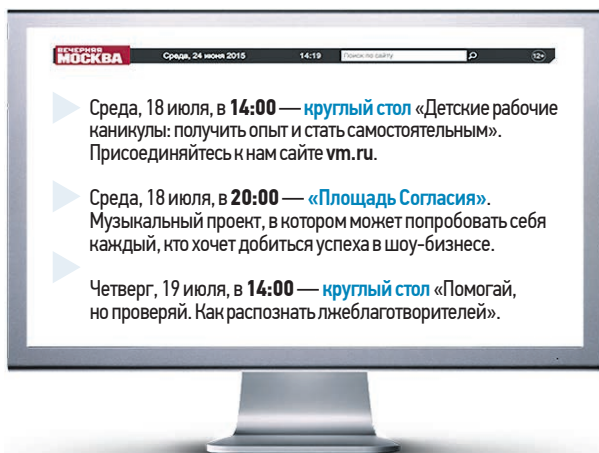 ВЕЧЕРНЯЯ
МОСКВА Среда, 24 июня 2015 14:19 Поиск по сайту 12+
Среда, 18 июля, в 14:00 — круглый стол «Детские рабочие
каникулы: получить опыт и стать самостоятельным».
Присоединяйтесь к нам сайте vm.ru.
Среда, 18 июля, в 20:00 — «Площадь Согласия».
Музыкальный проект, в котором может попробовать себя
каждый, кто хочет добиться успеха в шоу-бизнесе.
Четверг, 19 июля, в 14:00 — круглый стол «Помогай,
но проверяй. Как распознать лжеблаготворителей».